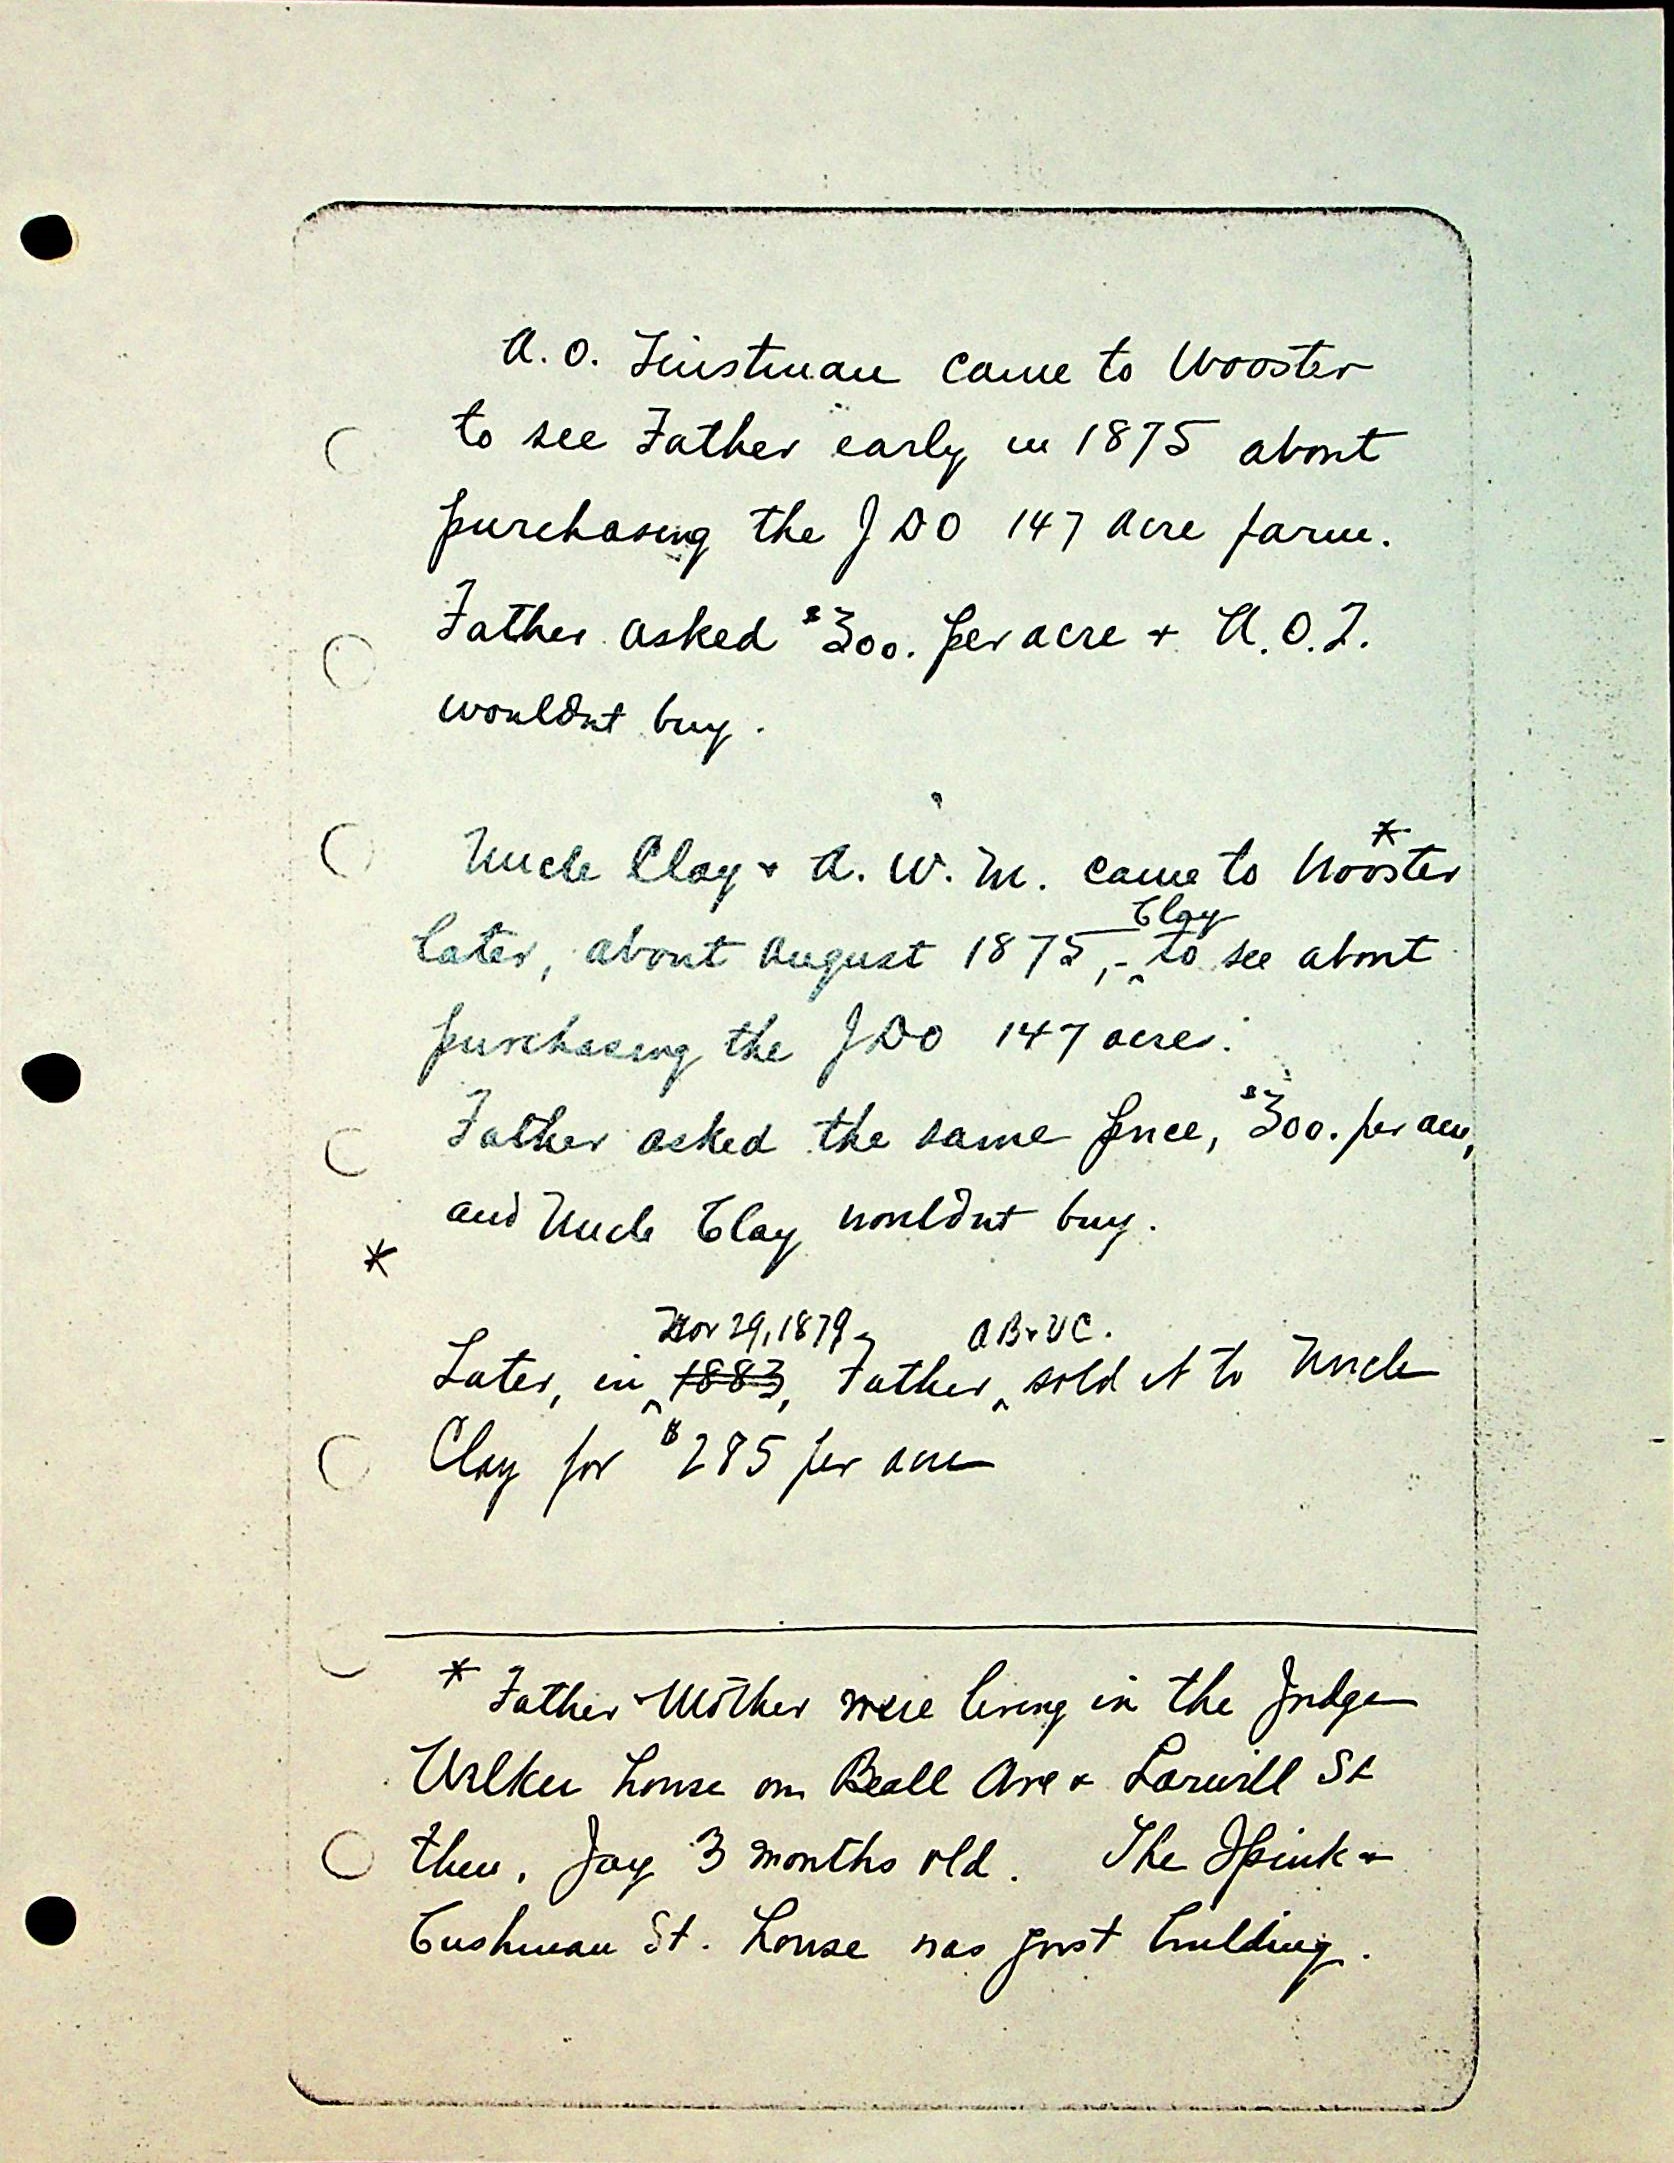 A. O. Tinstman came to Wooster
to see Father early in 1875 about
purchasing the JDO 147 acre farm.
Father asked $300. per acre + A.O.T.
wouldnt buy.
Uncle Clay + A. W. M. came to Wooster *
later, about August 1875, - Clay to see about
purchasing the JDO 147 acres.
Father asked the same price, $300. per acre,
and Uncle Clay wouldnt buy.
*
Nov 29, 1879, AB + UC.
Later, in 1883, Father sold it to Uncle
Clay for $285 per acre
* Father + Mother were living in the Judge
house on Beall Ave + Larwill St
then, Jay 3 months old. The Spink +
Cushman St. house was just building.